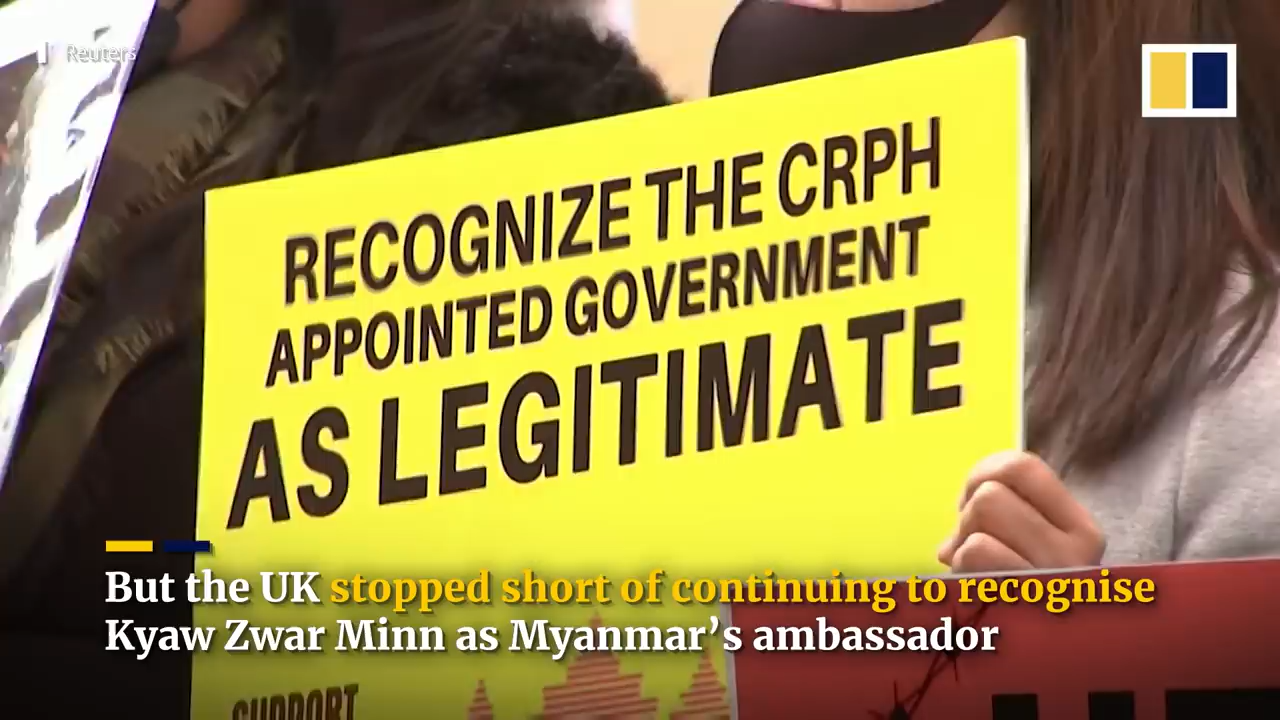 Reuters
RECOGNIZE THE CRPH
APPOINTED GOVERNMENT
AS LEGITIMATE
But the UK stopped short of continuing to recognise
Kyaw Zwar Minn as Myanmar’s ambassador
SUPPORT